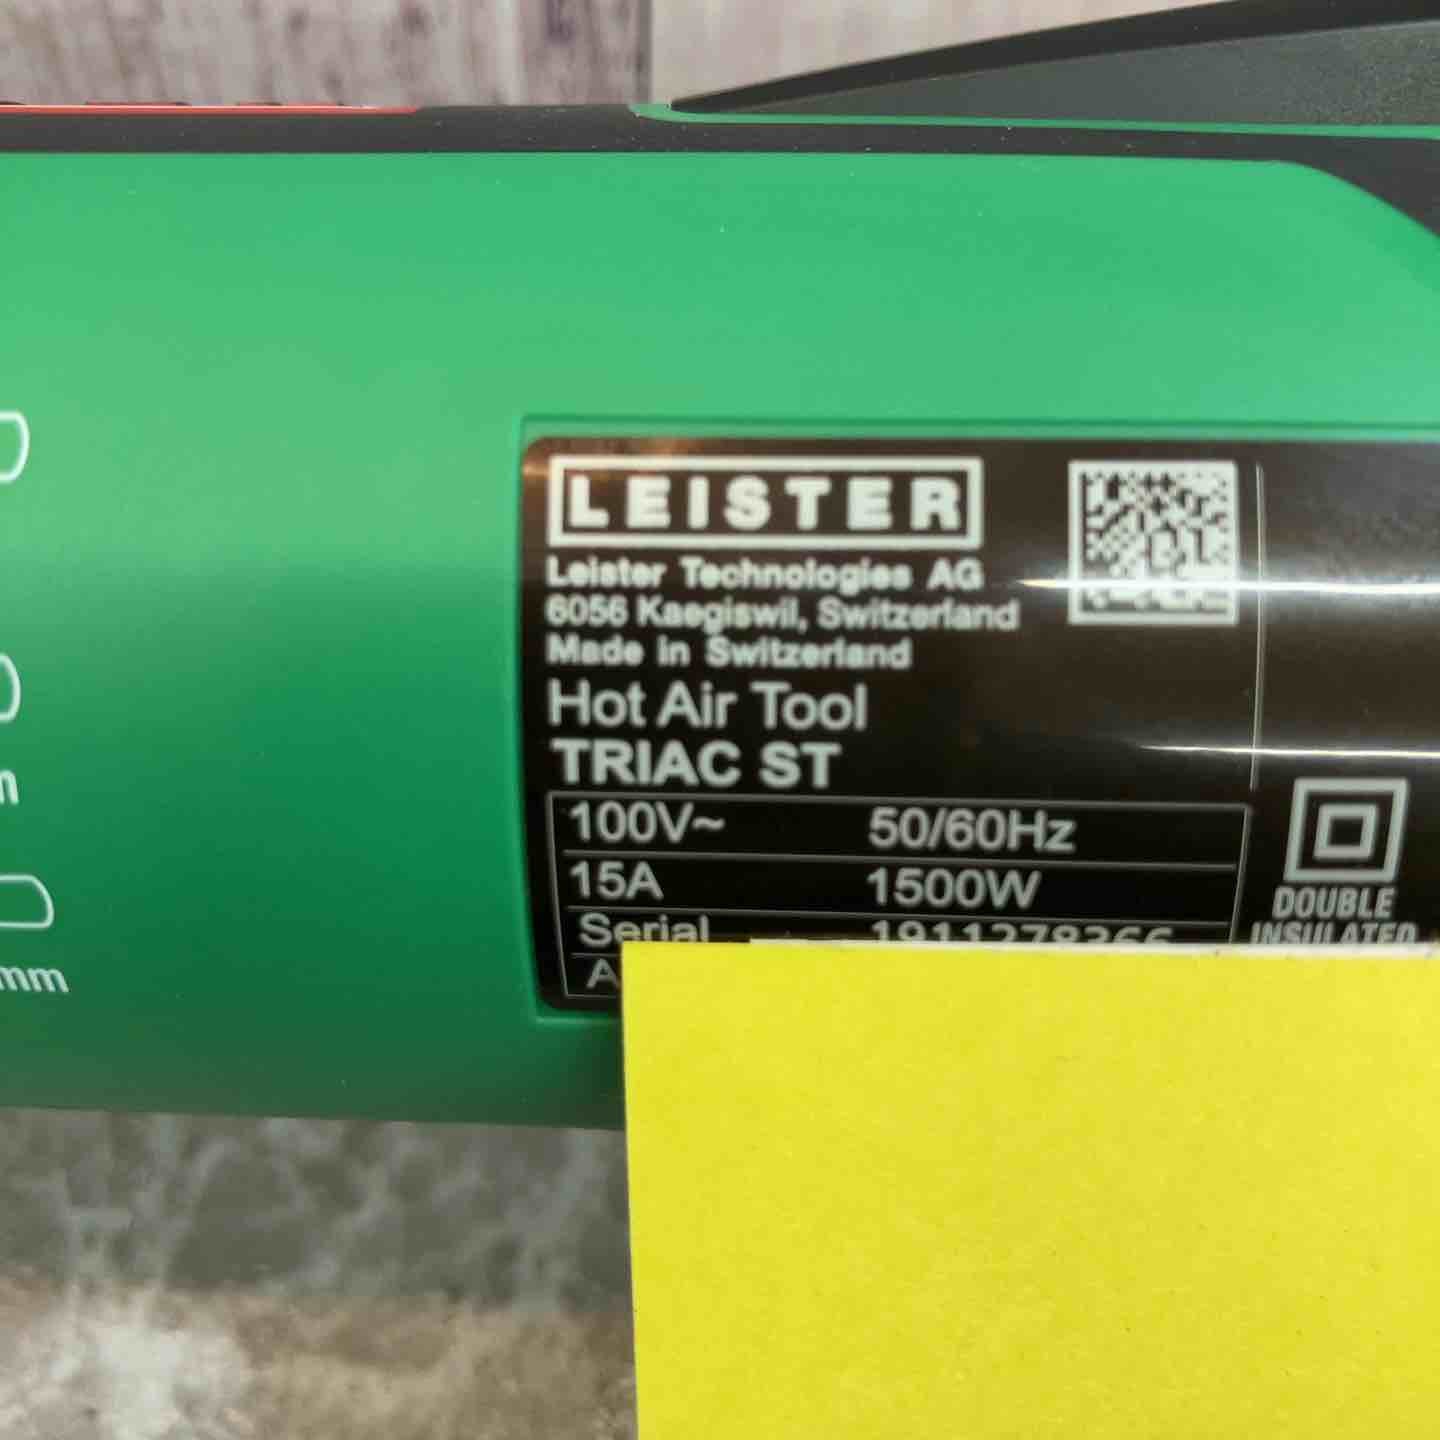 LEISTER
Leister Technologies AG
6056 Kaegiswil, Switzerland
Made in Switzerland
Hot Air Tool
TRIAC ST
100V~ 50/60Hz
15A 1500W
Serial
DOUBLE
INSULATED
mm